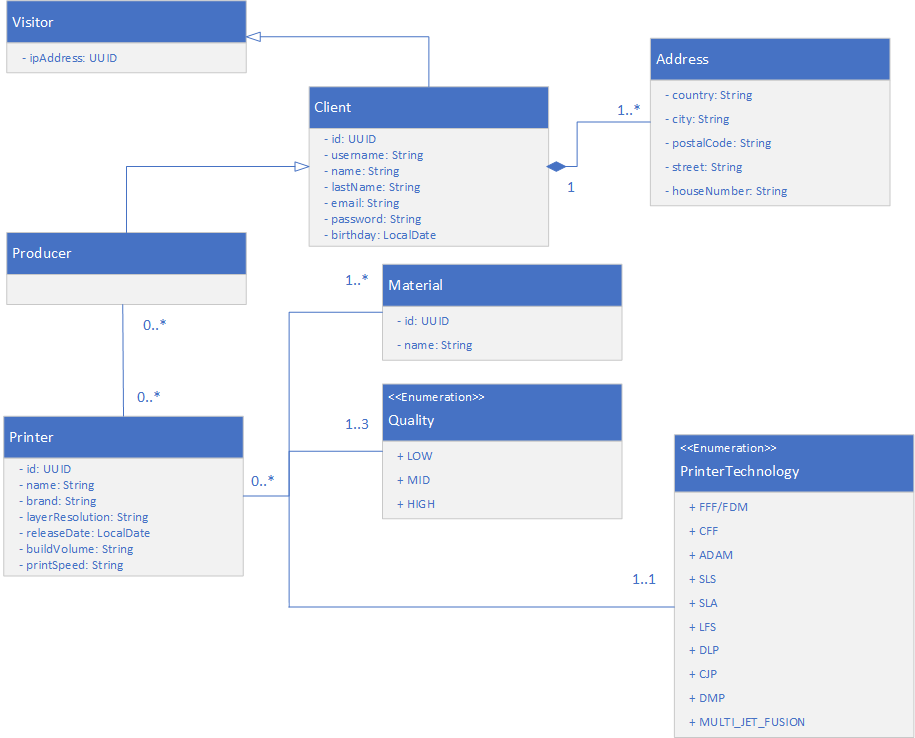 Visitor
- ipAddress: UUID
Client
- id: UUID
- username: String
- name: String
- lastName: String
- email: String
- password: String
- birthday: LocalDate
1..*
1
Address
- country: String
- city: String
- postalCode: String
- street: String
- houseNumber: String
Producer
0..*
0..*
Printer
- id: UUID
- name: String
- brand: String
- layerResolution: String
- releaseDate: LocalDate
- buildVolume: String
- printSpeed: String
0..*
1..*
Material
- id: UUID
- name: String
1..3
<<Enumeration>>
Quality
+ LOW
+ MID
+ HIGH
1..1
<<Enumeration>>
PrinterTechnology
+ FFF/FDM
+ CFF
+ ADAM
+ SLS
+ SLA
+ LFS
+ DLP
+ CJP
+ DMP
+ MULTI_JET_FUSION